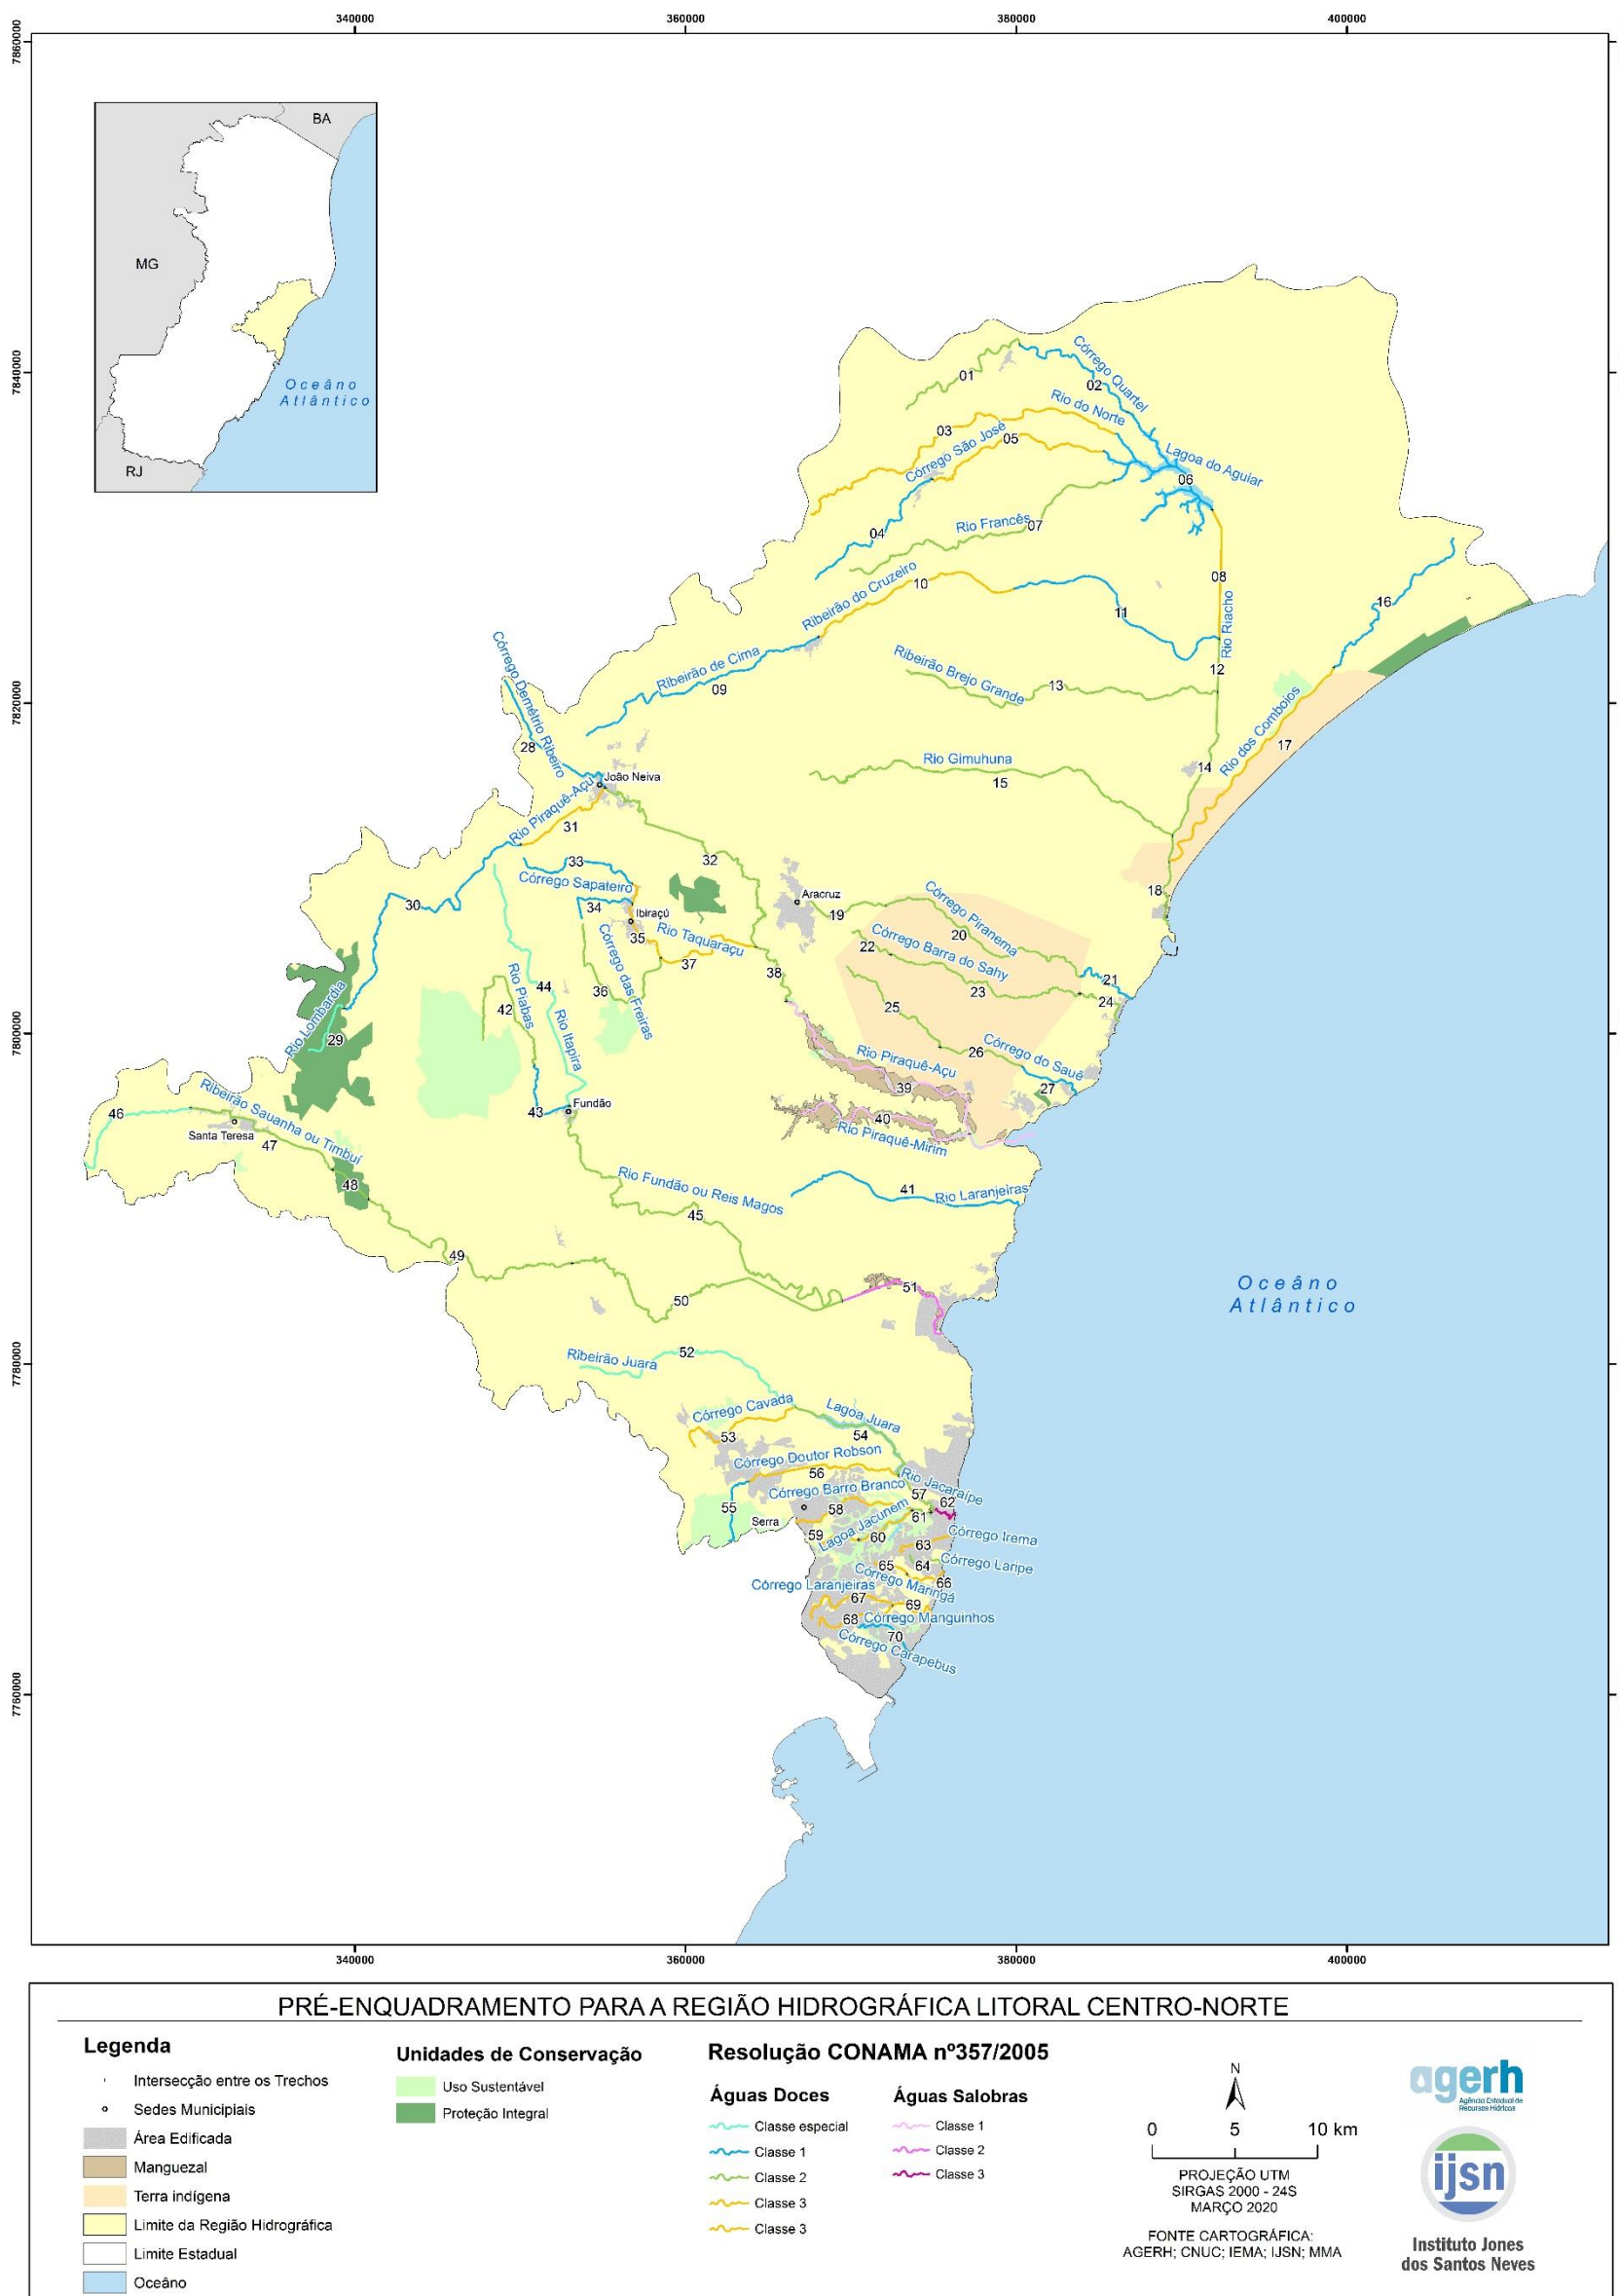 340000
360000
380000
400000
7860000
7840000
7820000
7800000
7780000
7760000
BA
MG
Oceâno
Atlântico
RJ
Córrego Quartel
01
02
Rio do Norte
03
Córrego São José
05
Lagoa do Aguiar
06
04
Rio Francês
07
08
Ribeirão do Cruzeiro
10
11
Rio Riacho
16
Córrego Demétrio Ribeiro
Ribeirão de Cima
09
Ribeirão Brejo Grande
13
12
Rio dos Comboios
17
28
João Neiva
Rio Gimuhuna
15
14
Rio Piraquê-Açu
31
33
32
Córrego Sapateiro
30
34
Ibiraçú
35
Rio Taquaraçu
37
36
Córrego das Freiras
Aracruz
19
18
Córrego Piranema
20
22
Córrego Barra do Sahy
38
23
21
24
25
26
Córrego do Sauê
27
Rio Lombardia
29
42
Rio Piabas
44
Rio Itapira
43
Fundão
Rio Piraquê-Açu
39
40
Rio Piraquê-Mirim
46
Ribeirão Sauanha ou Timbuí
Santa Teresa
47
48
Rio Fundão ou Reis Magos
45
41
Rio Laranjeiras
49
50
51
Oceâno
Atlântico
Ribeirão Juara
52
Córrego Cavada
53
Lagoa Juara
54
Córrego Doutor Robson
56
Rio Jacaraípe
Córrego Barro Branco
57
62
55
58
Serra
59
Lagoa Jacunem
60
61
Córrego Irema
63
65
64
Córrego Laripe
Córrego Maringá
66
Córrego Laranjeiras
67
69
68
Córrego Manguinhos
70
Córrego Carapebus
340000
360000
380000
400000
PRÉ-ENQUADRAMENTO PARA A REGIÃO HIDROGRÁFICA LITORAL CENTRO-NORTE
Legenda
Intersecção entre os Trechos
Sedes Municipiais
Área Edificada
Manguezal
Terra indígena
Limite da Região Hidrográfica
Limite Estadual
Oceâno
Unidades de Conservação
Uso Sustentável
Proteção Integral
Resolução CONAMA nº357/2005
Águas Doces
Classe especial
Classe 1
Classe 2
Classe 3
Classe 3
Águas Salobras
Classe 1
Classe 2
Classe 3
N
0 5 10 km
PROJEÇÃO UTM
SIRGAS 2000 - 24S
MARÇO 2020
FONTE CARTOGRÁFICA:
AGERH; CNUC; IEMA; IJSN; MMA
agerh
Agência Estadual de
Recursos Hídricos
ijsn
Instituto Jones
dos Santos Neves